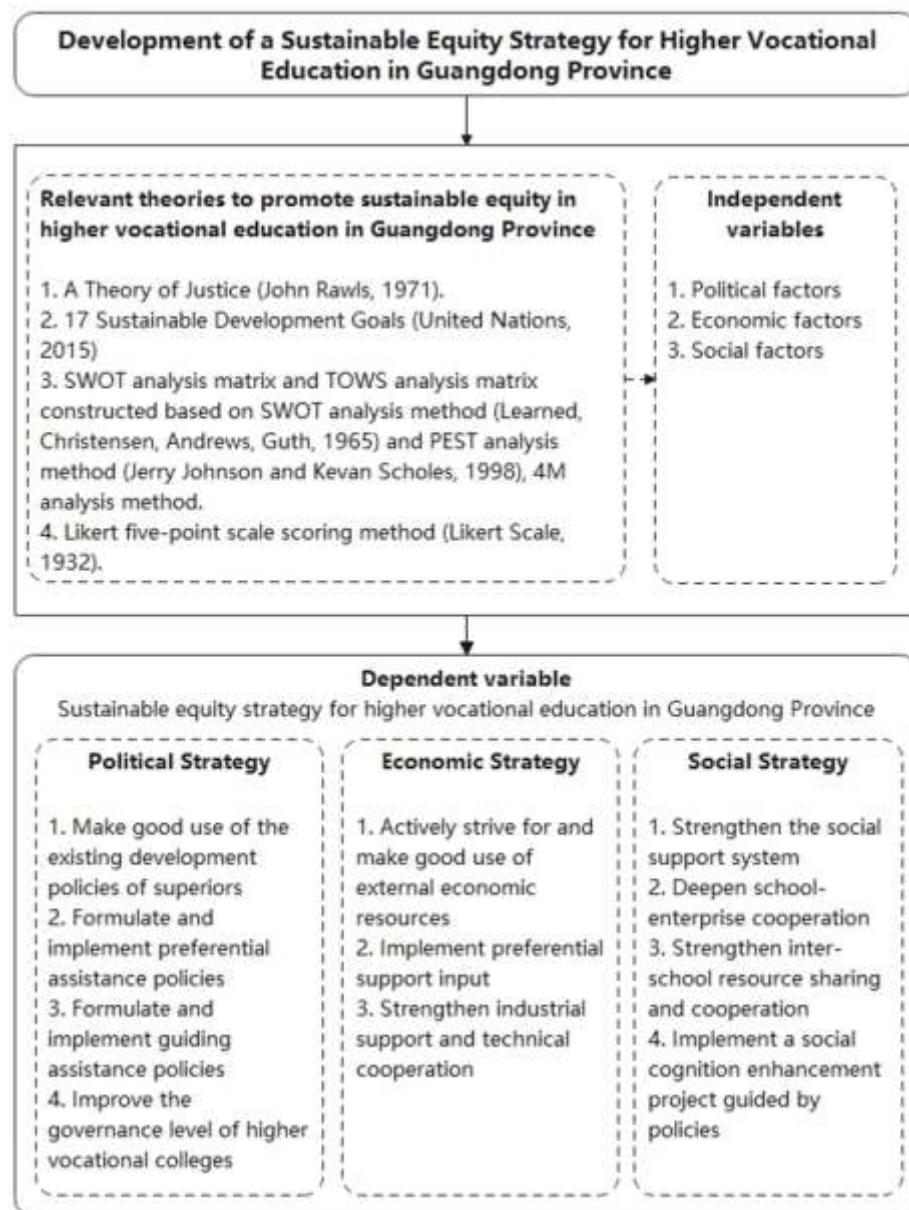 Development of a Sustainable Equity Strategy for Higher Vocational
Education in Guangdong Province
Relevant theories to promote sustainable equity in
higher vocational education in Guangdong Province
1. A Theory of Justice (John Rawls, 1971).
2. 17 Sustainable Development Goals (United Nations,
2015)
3. SWOT analysis matrix and TOWS analysis matrix
constructed based on SWOT analysis method (Learned,
Christensen, Andrews, Guth, 1965) and PEST analysis
method (Jerry Johnson and Kevan Scholes, 1998), 4M
analysis method.
4. Likert five-point scale scoring method (Likert Scale,
1932).
Independent
variables
1. Political factors
2. Economic factors
3. Social factors
Dependent variable
Sustainable equity strategy for higher vocational education in Guangdong Province
Political Strategy
1. Make good use of the
existing development
policies of superiors
2. Formulate and
implement preferential
assistance policies
3. Formulate and
implement guiding
assistance policies
4. Improve the
governance level of higher
vocational colleges
Economic Strategy
1. Actively strive for and
make good use of
external economic
resources
2. Implement preferential
support input
3. Strengthen industrial
support and technical
cooperation
Social Strategy
1. Strengthen the social
support system
2. Deepen school-
enterprise cooperation
3. Strengthen inter-
school resource sharing
and cooperation
4. Implement a social
cognition enhancement
project guided by
policies